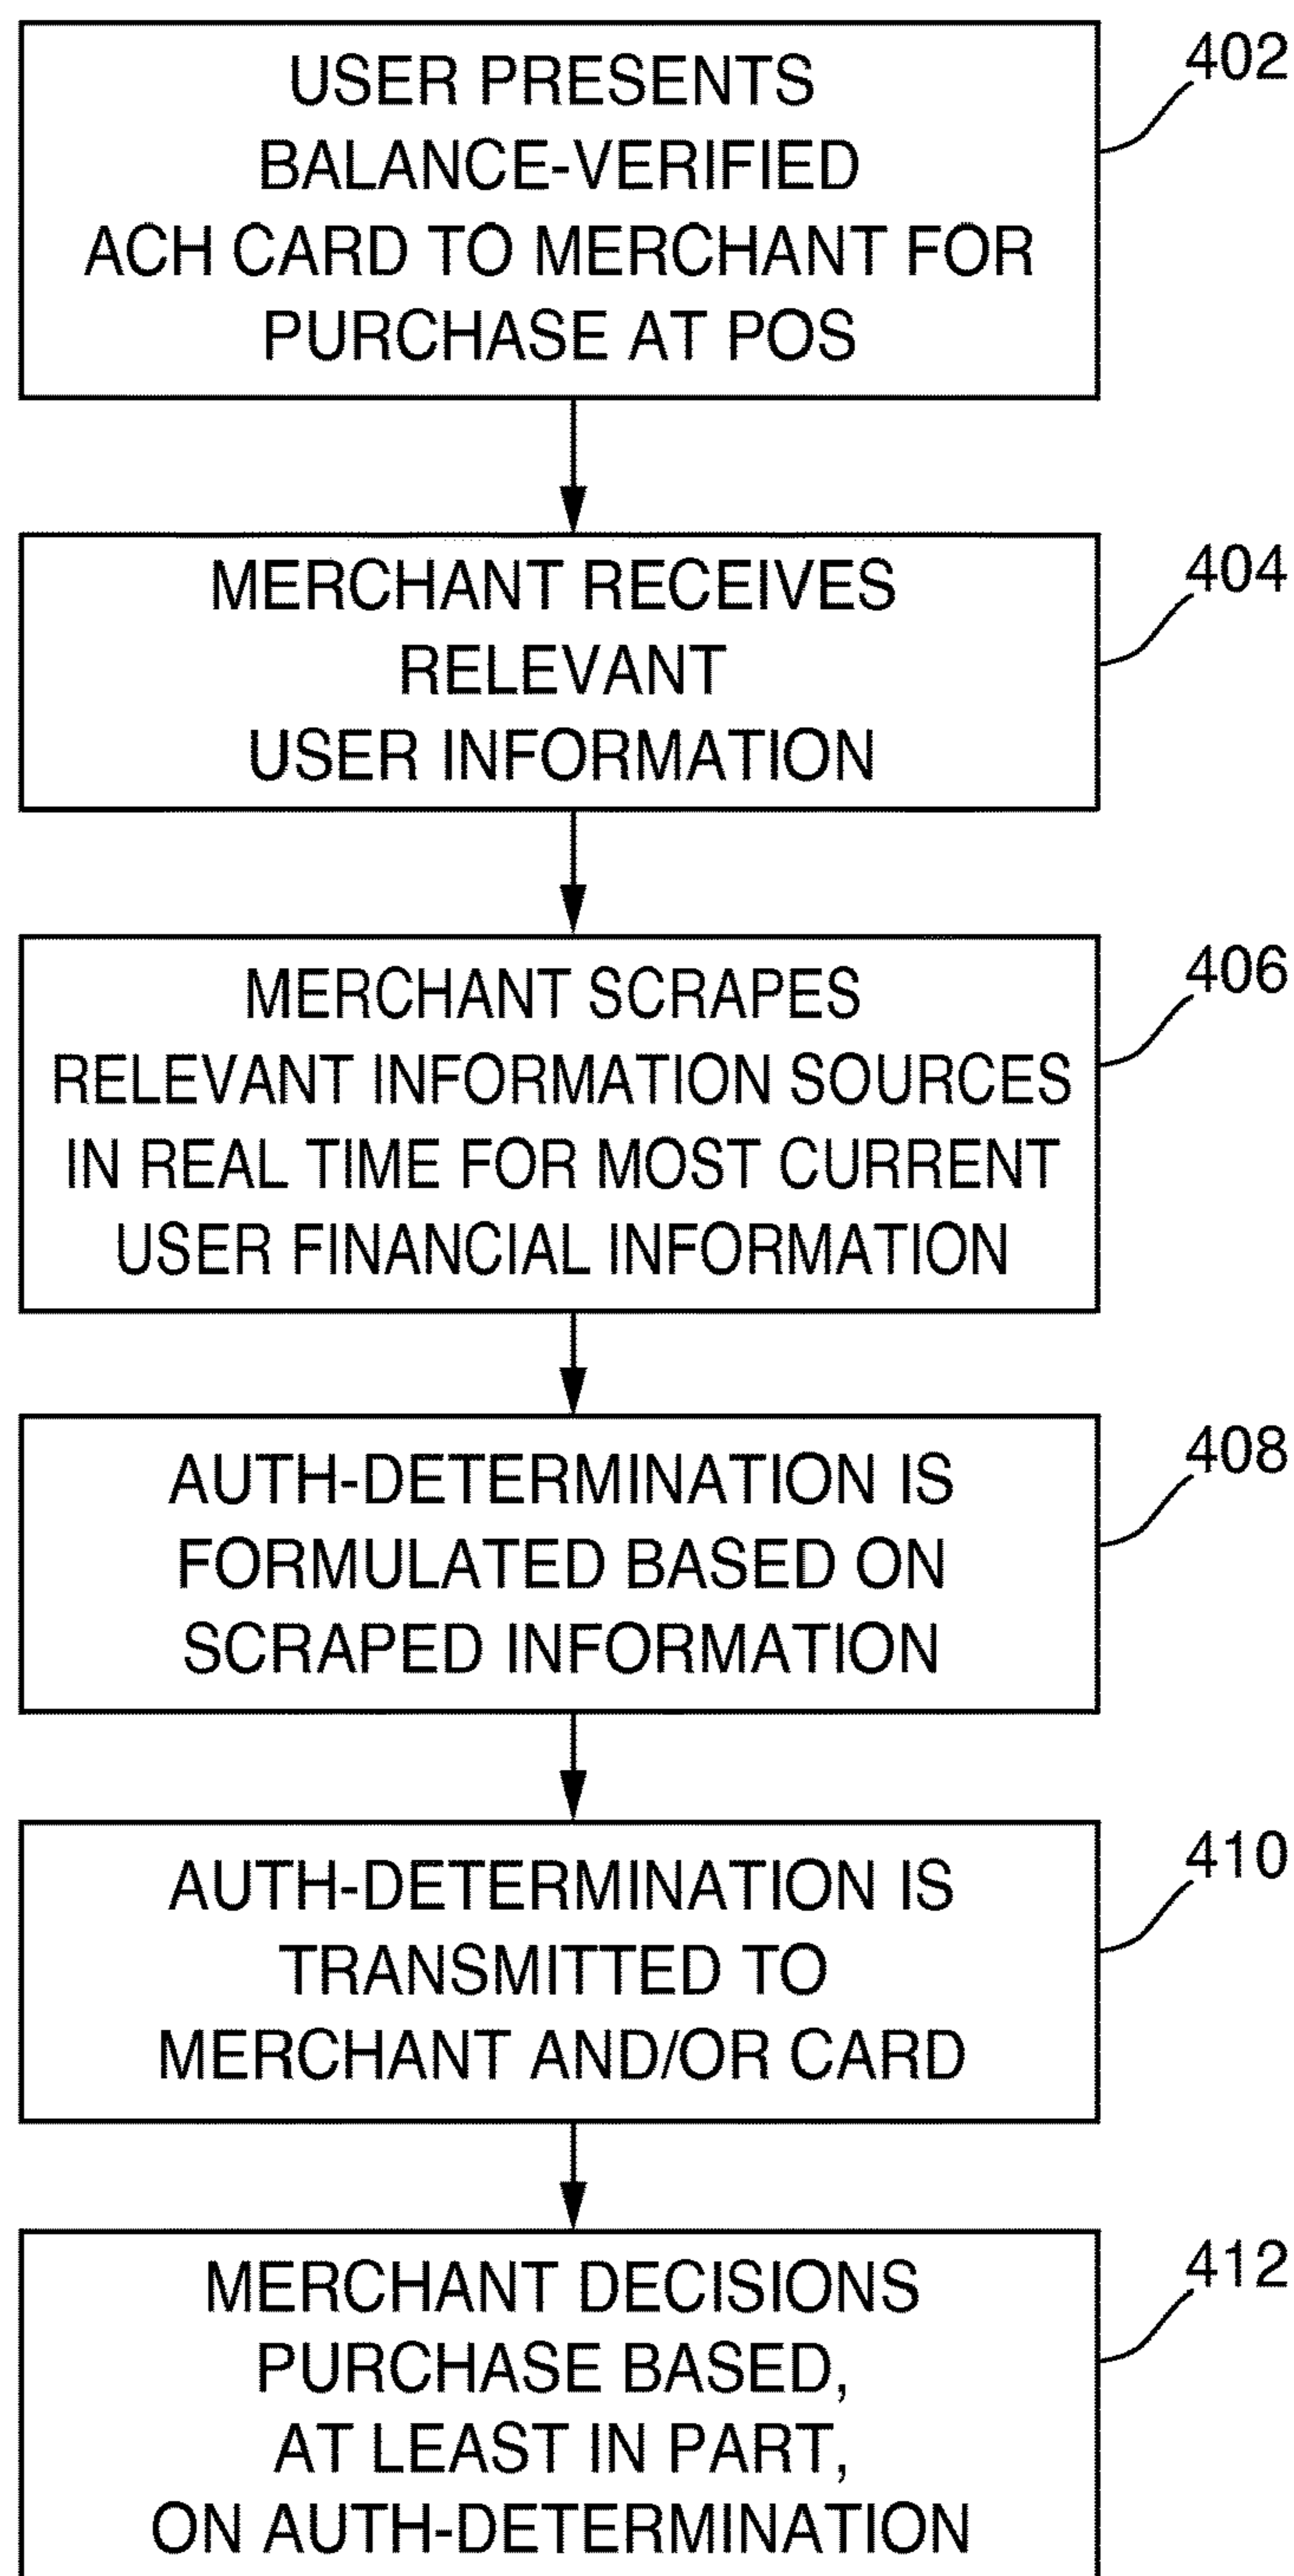 USER PRESENTS
BALANCE-VERIFIED
ACH CARD TO MERCHANT FOR
PURCHASE AT POS
402
MERCHANT RECEIVES
RELEVANT
USER INFORMATION
404
MERCHANT SCRAPES
RELEVANT INFORMATION SOURCES
IN REAL TIME FOR MOST CURRENT
USER FINANCIAL INFORMATION
406
AUTH-DETERMINATION IS
FORMULATED BASED ON
SCRAPED INFORMATION
408
AUTH-DETERMINATION IS
TRANSMITTED TO
MERCHANT AND/OR CARD
410
MERCHANT DECISIONS
PURCHASE BASED,
AT LEAST IN PART,
ON AUTH-DETERMINATION
412